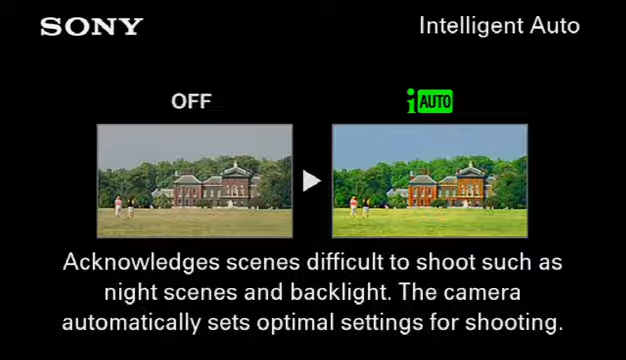 SONY
Intelligent Auto
OFF
iAUTO
Acknowledges scenes difficult to shoot such as
night scenes and backlight. The camera
automatically sets optimal settings for shooting.